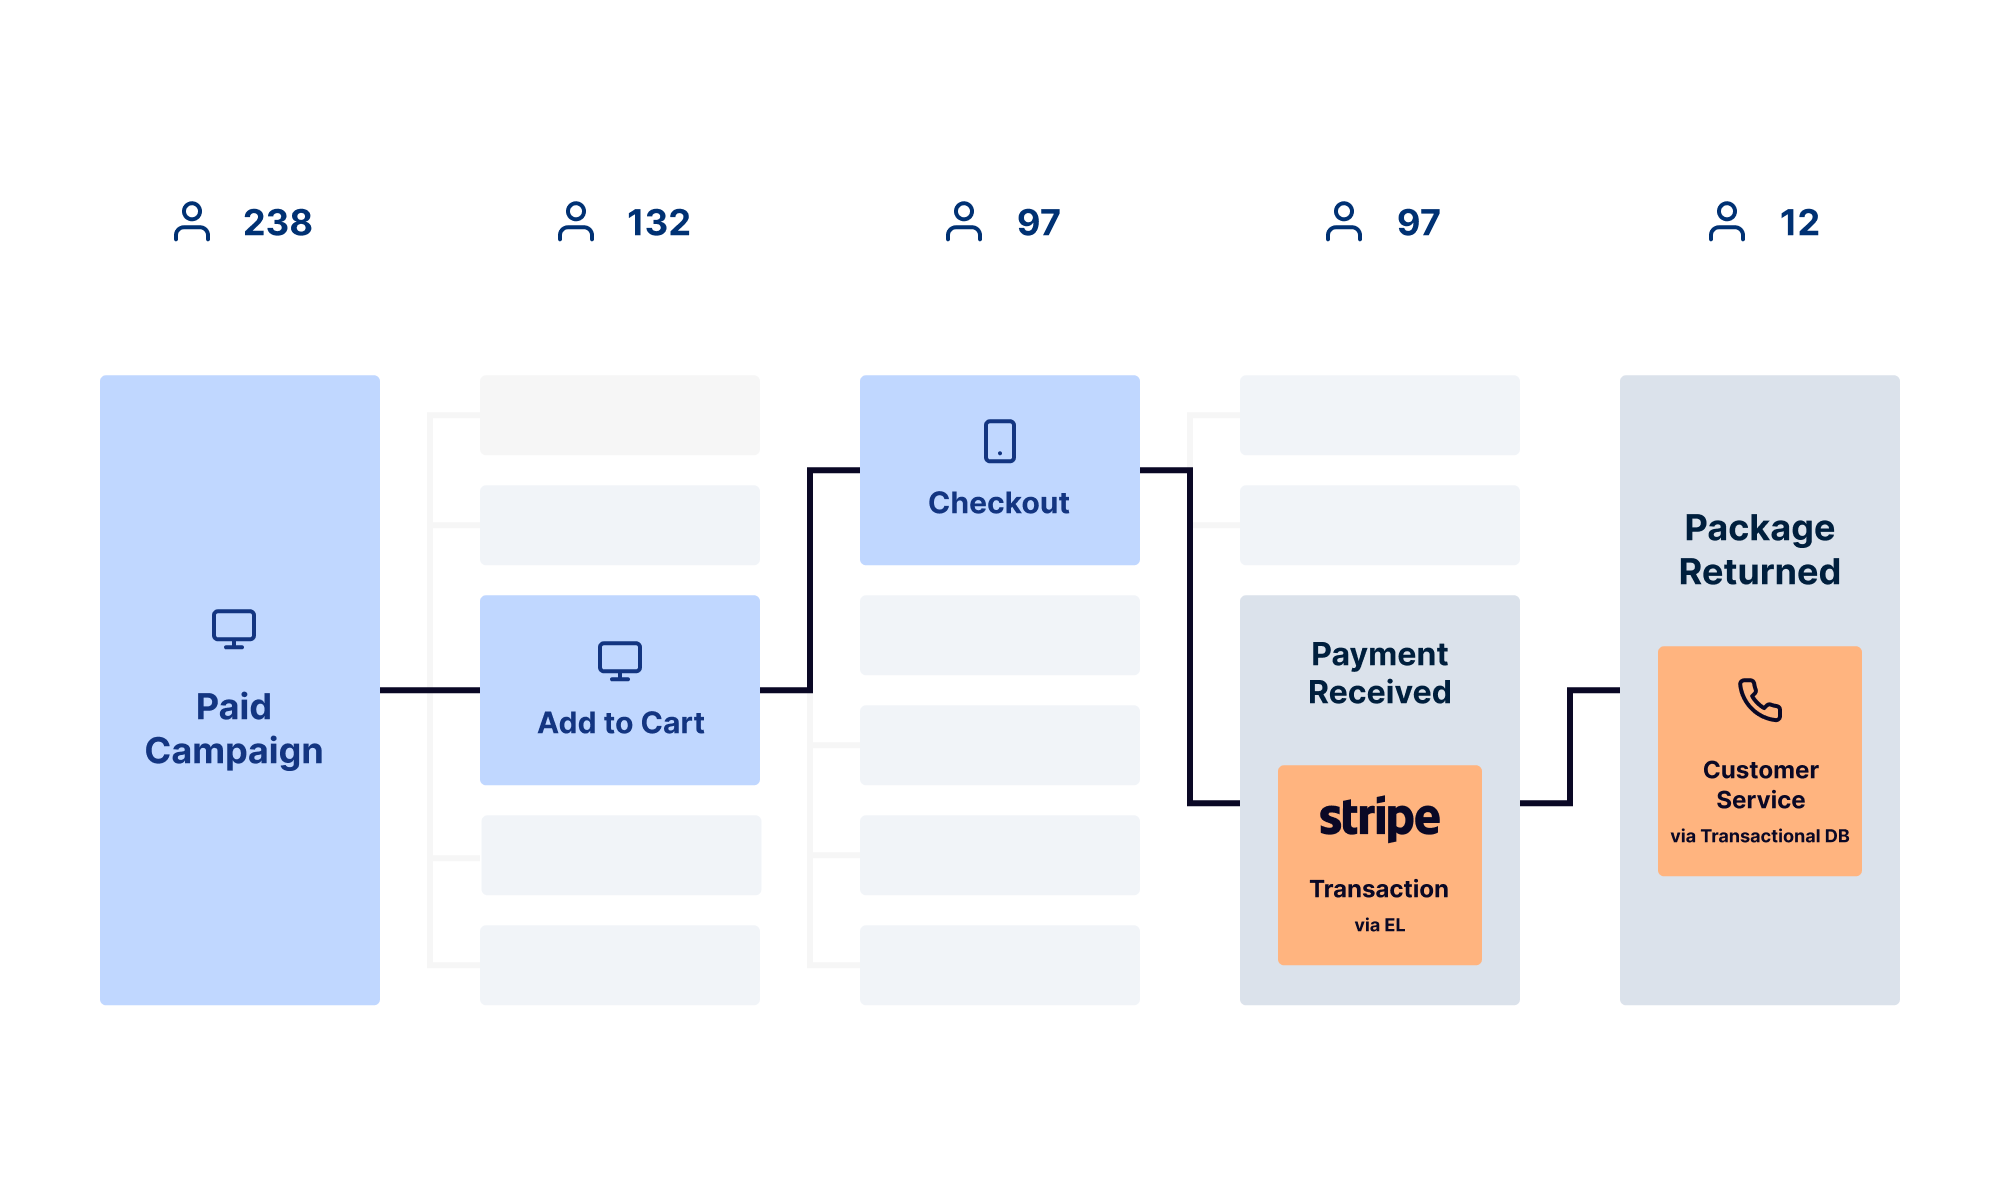 238
132
97
97
12
Paid
Campaign
Add to Cart
Checkout
Payment
Received
stripe
Transaction
via EL
Package
Returned
Customer
Service
via Transactional DB